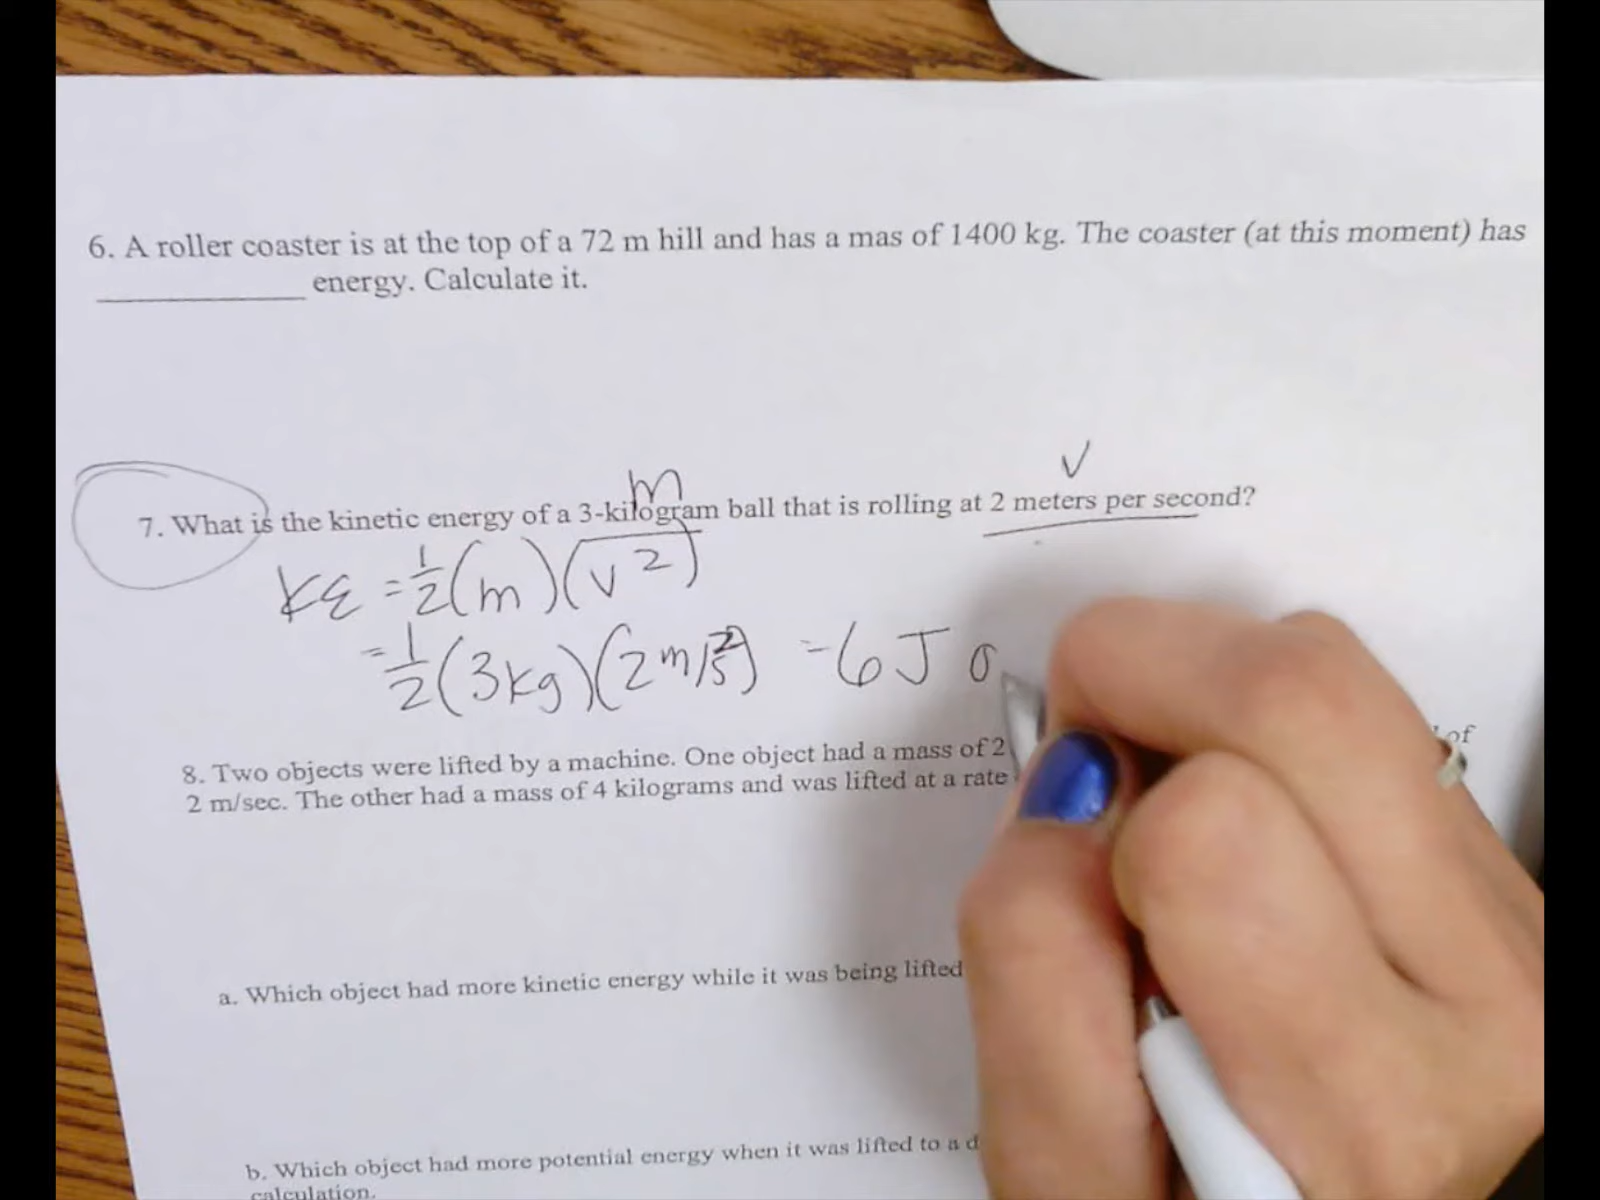 6. A roller coaster is at the top of a 72 m hill and has a mas of 1400 kg. The coaster (at this moment) has
____________ energy. Calculate it.
m
v
7. What is the kinetic energy of a 3-kilogram ball that is rolling at 2 meters per second?
KE = 1/2 (m)(v²)
= 1/2 (3kg)(2 m/s²) = 6 J o
8. Two objects were lifted by a machine. One object had a mass of 2 of
2 m/sec. The other had a mass of 4 kilograms and was lifted at a rate
a. Which object had more kinetic energy while it was being lifted
b. Which object had more potential energy when it was lifted to a d
calculation.